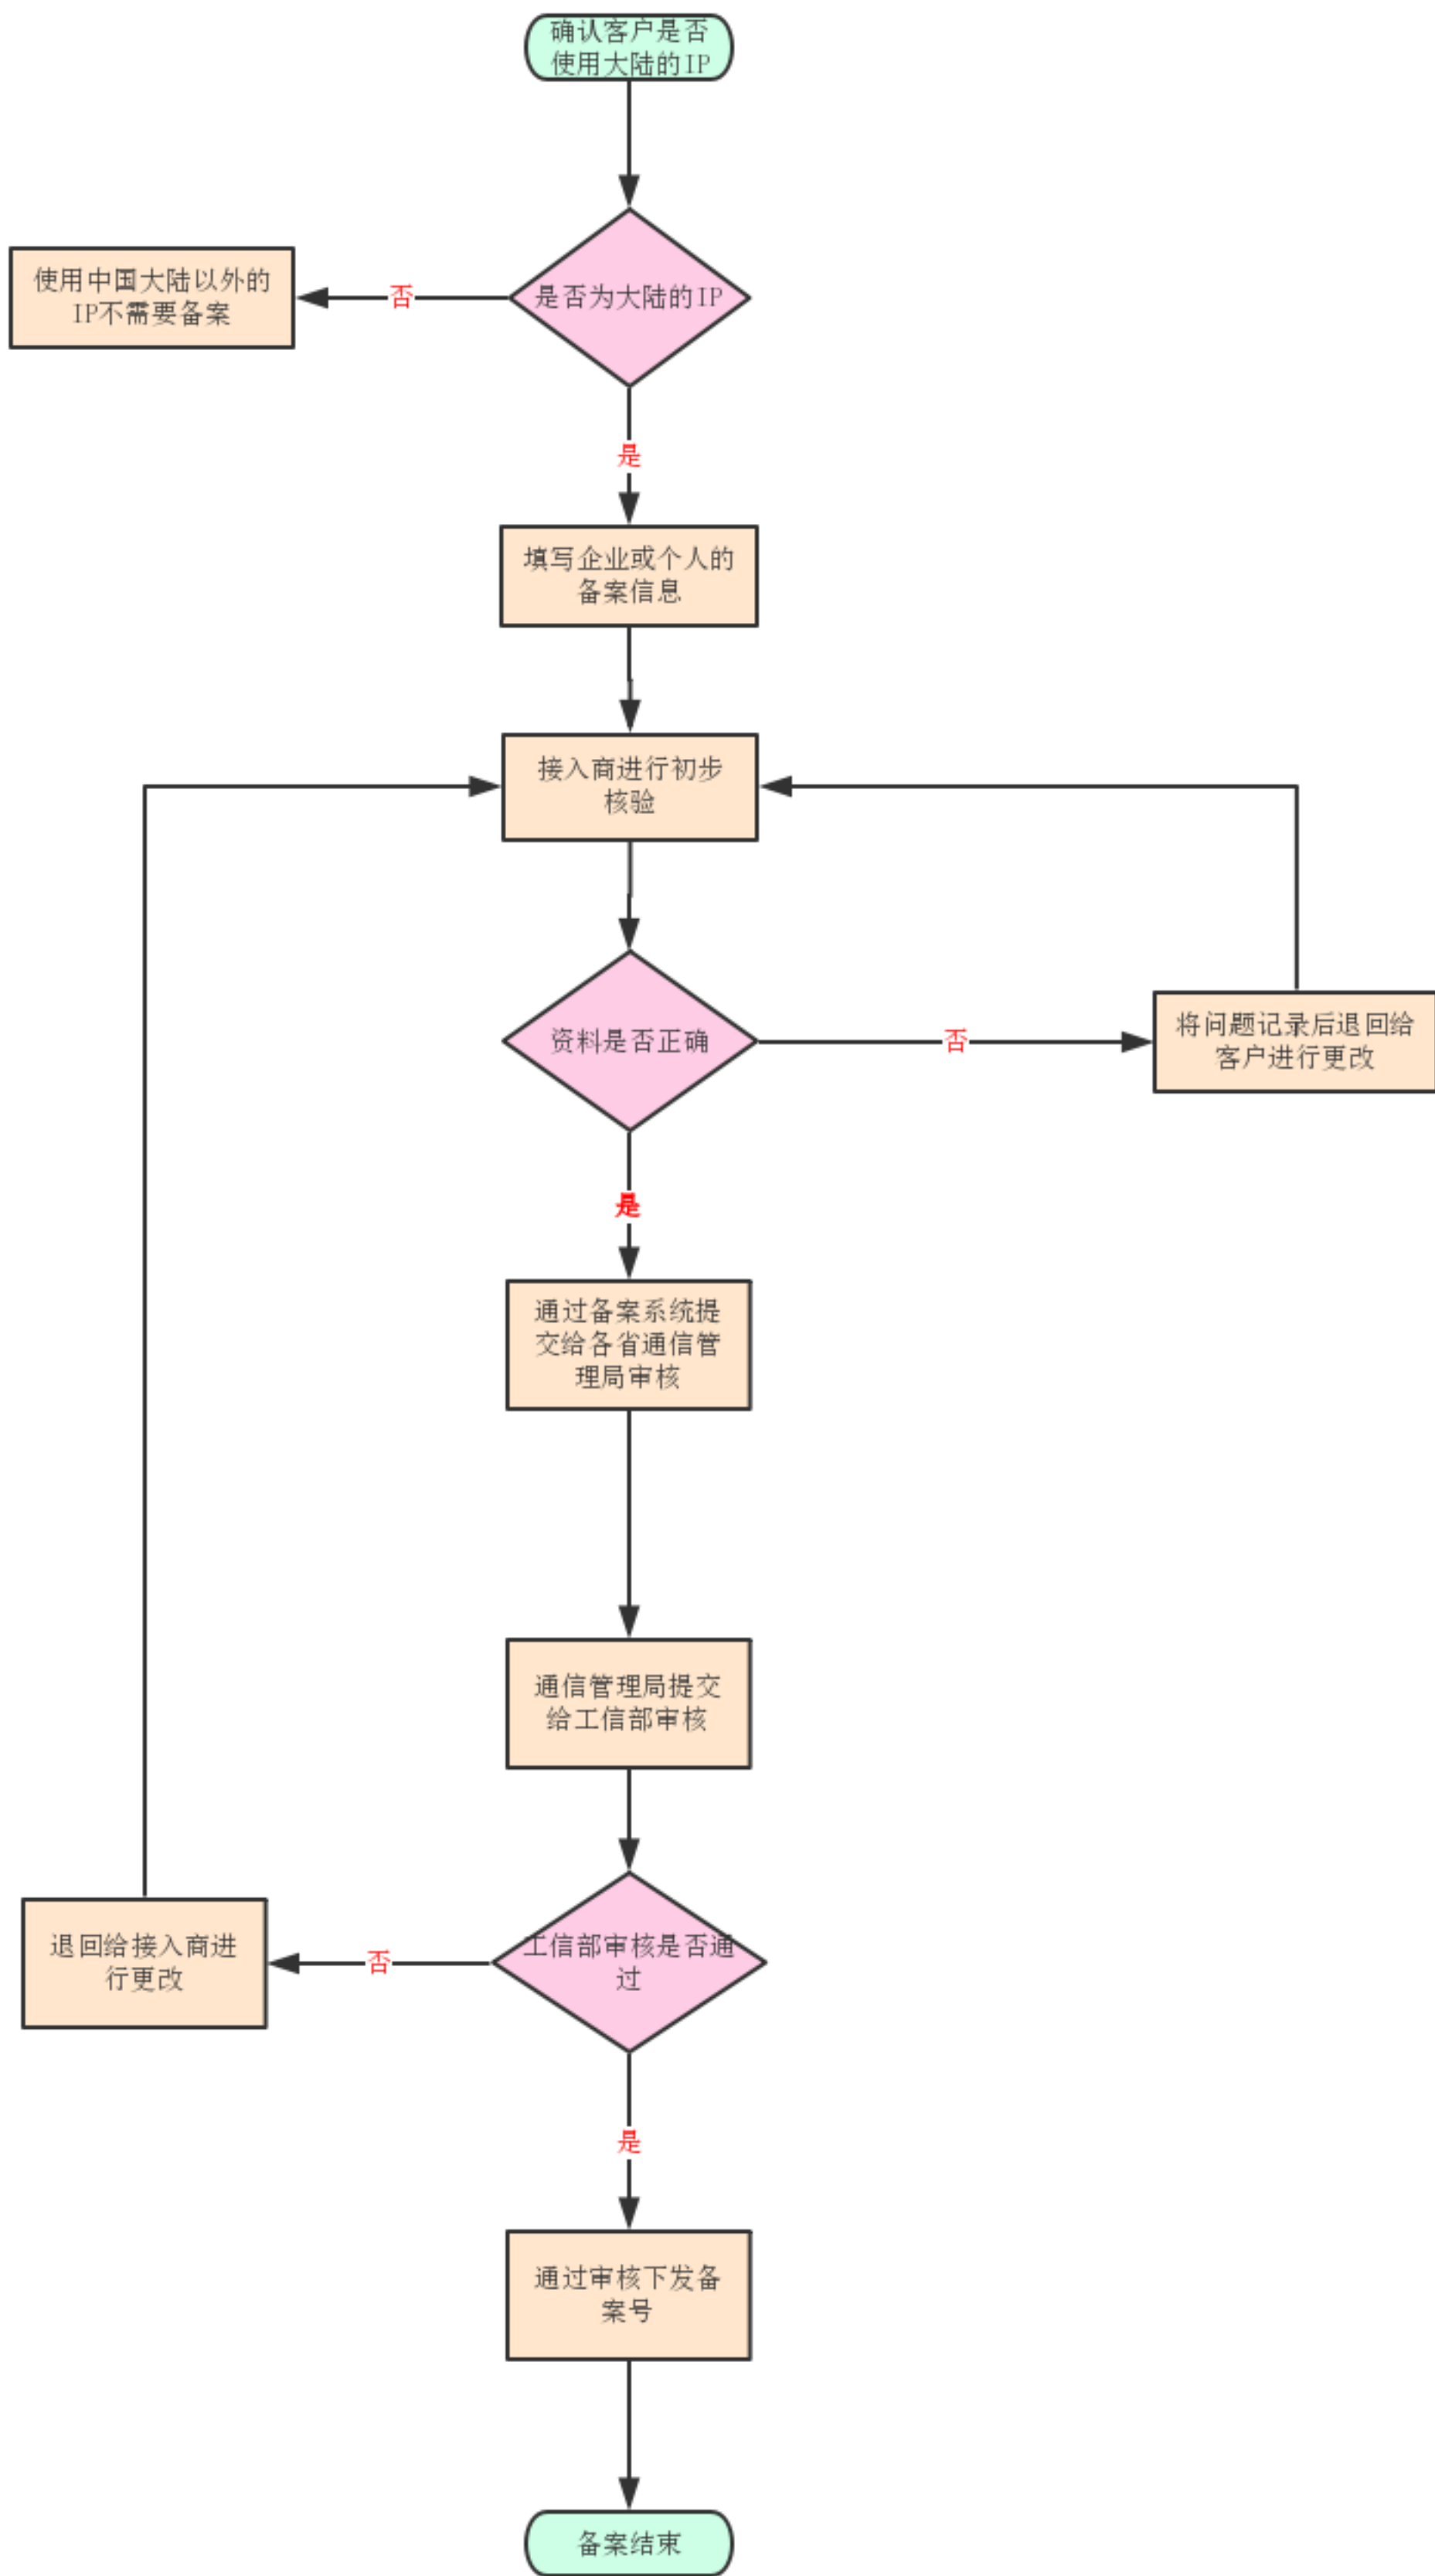 确认客户是否
使用大陆的IP
使用中国大陆以外的
IP不需要备案
否
是否为大陆的IP
是
填写企业或个人的
备案信息
接入商进行初步
核验
资料是否正确
否
将问题记录后退回给
客户进行更改
是
通过备案系统提
交给各省通信管
理局审核
通信管理局提交
给工信部审核
退回给接入商进
行更改
否
工信部审核是否通
过
是
通过审核下发备
案号
备案结束